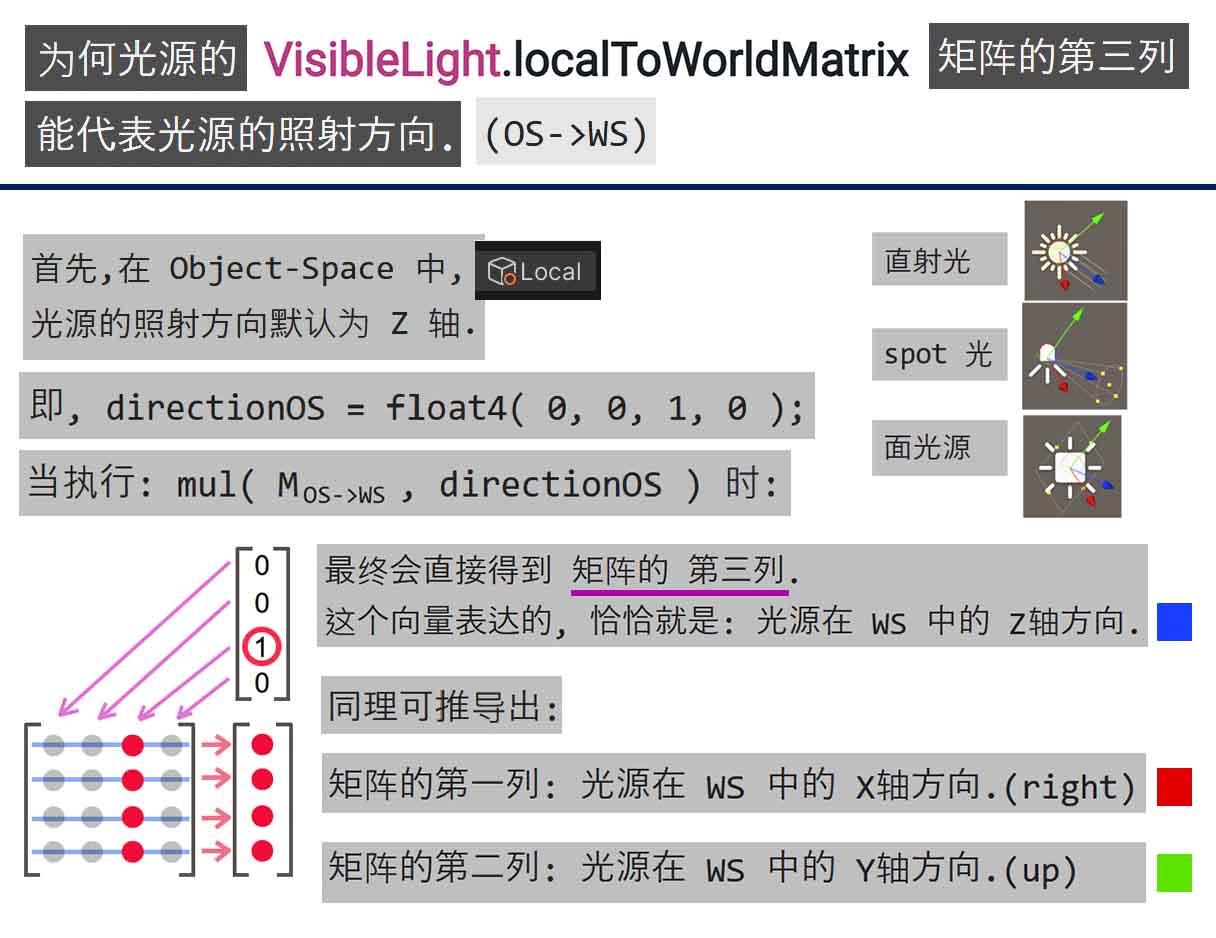 为何光源的 VisibleLight.localToWorldMatrix 矩阵的第三列
能代表光源的照射方向. (OS->WS)
首先,在 Object-Space 中, Local
光源的照射方向默认为 Z 轴.
即, directionOS = float4( 0, 0, 1, 0 );
当执行: mul( M OS->WS , directionOS ) 时:
直射光
spot 光
面光源
0
0
1
0
最终会直接得到 矩阵的 第三列.
这个向量表达的, 恰恰就是: 光源在 WS 中的 Z轴方向.
同理可推导出:
矩阵的第一列: 光源在 WS 中的 X轴方向.(right)
矩阵的第二列: 光源在 WS 中的 Y轴方向.(up)